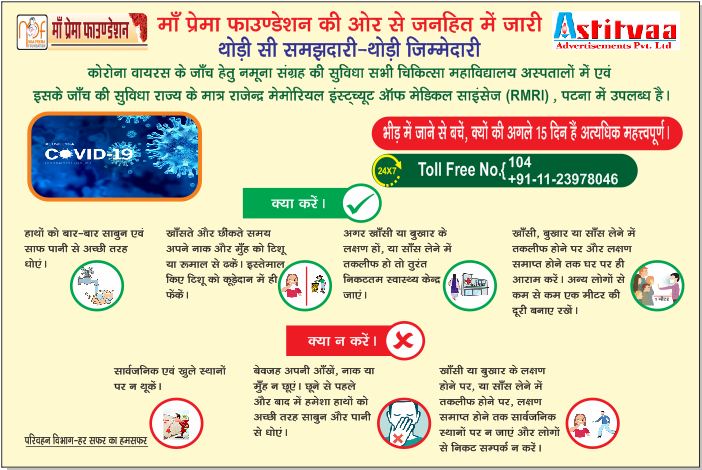 माँ प्रेमा फाउण्डेशन
माँ प्रेमा फाउण्डेशन की ओर से जनहित में जारी
Astitvaa
Advertisements Pvt. Ltd
थोड़ी सी समझदारी-थोड़ी जिम्मेदारी
कोरोना वायरस के जाँच हेतु नमूना संग्रह की सुविधा सभी चिकित्सा महाविद्यालय अस्पतालों में एवं
इसके जाँच की सुविधा राज्य के मात्र राजेन्द्र मेमोरियल इंस्टच्यूट ऑफ मेडिकल साइंसेज (RMRI) , पटना में उपलब्ध है।
COVID-19
भीड़ में जाने से बचें, क्यों की अगले 15 दिन हैं अत्यधिक महत्त्वपूर्ण।
24X7
Toll Free No.
104
+91-11-23978046
क्या करें।
हाथों को बार-बार साबुन एवं
साफ पानी से अच्छी तरह
धोएं।
खाँसते और छींकते समय
अपने नाक और मुँह को टिशू
या रूमाल से ढकें। इस्तेमाल
किए टिशू को कूड़ेदान में ही
फेंकें।
अगर खाँसी या बुखार के
लक्षण हो, या साँस लेने में
तकलीफ हो तो तुरंत
निकटतम स्वास्थ्य केन्द्र
जाएं।
खाँसी, बुखार या साँस लेने में
तकलीफ होने पर और लक्षण
समाप्त होने तक घर पर ही
आराम करें। अन्य लोगों से
कम से कम एक मीटर की
दूरी बनाए रखें।
क्या न करें।
सार्वजनिक एवं खुले स्थानों
पर न थूकें।
बेवजह अपनी आँखें, नाक या
मुँह न छूएं। छूने से पहले
और बाद में हमेशा हाथों को
अच्छी तरह साबुन और पानी
से धोएं।
खाँसी या बुखार के लक्षण
होने पर, या साँस लेने में
तकलीफ होने पर, लक्षण
समाप्त होने तक सार्वजनिक
स्थानों पर न जाएं और लोगों
से निकट सम्पर्क न करें।
परिवहन विभाग-हर सफर का हमसफर